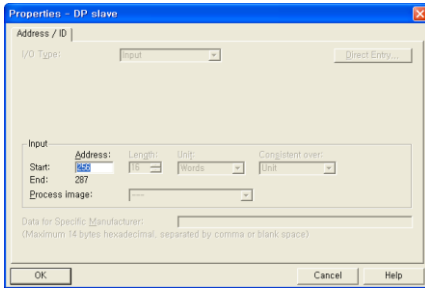 Properties - DP slave
Address / ID
I/O Type: Input Direct Entry...
Input
Address: Length: Unit: Consistent over:
Start: 256 16 Words Unit
End: 287
Process image: ---
Data for Specific Manufacturer:
(Maximum 14 bytes hexadecimal, separated by comma or blank space)
OK Cancel Help